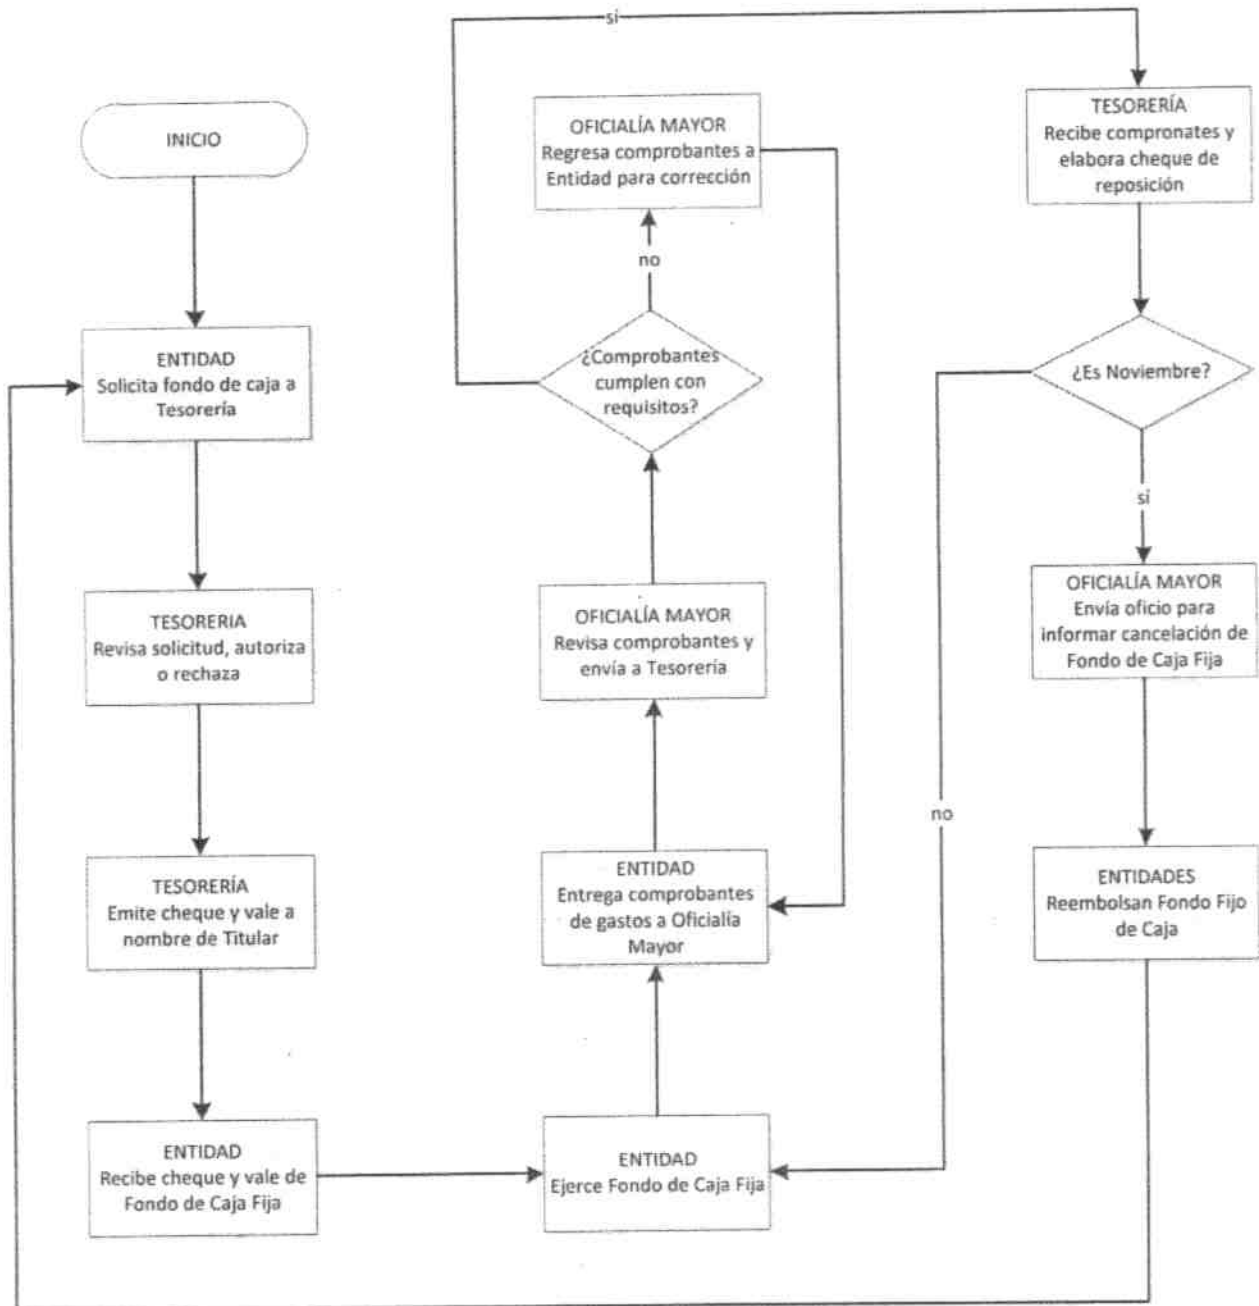 INICIO
ENTIDAD
Solicita fondo de caja a
Tesorería
TESORERIA
Revisa solicitud, autoriza
o rechaza
TESORERÍA
Emite cheque y vale a
nombre de Titular
ENTIDAD
Recibe cheque y vale de
Fondo de Caja Fija
ENTIDAD
Ejerce Fondo de Caja Fija
ENTIDAD
Entrega comprobantes
de gastos a Oficialía
Mayor
OFICIALÍA MAYOR
Revisa comprobantes y
envía a Tesorería
¿Comprobantes
cumplen con
requisitos?
no
OFICIALÍA MAYOR
Regresa comprobantes a
Entidad para corrección
sí
TESORERÍA
Recibe compronates y
elabora cheque de
reposición
¿Es Noviembre?
no
sí
OFICIALÍA MAYOR
Envía oficio para
informar cancelación de
Fondo de Caja Fija
ENTIDADES
Reembolsan Fondo Fijo
de Caja